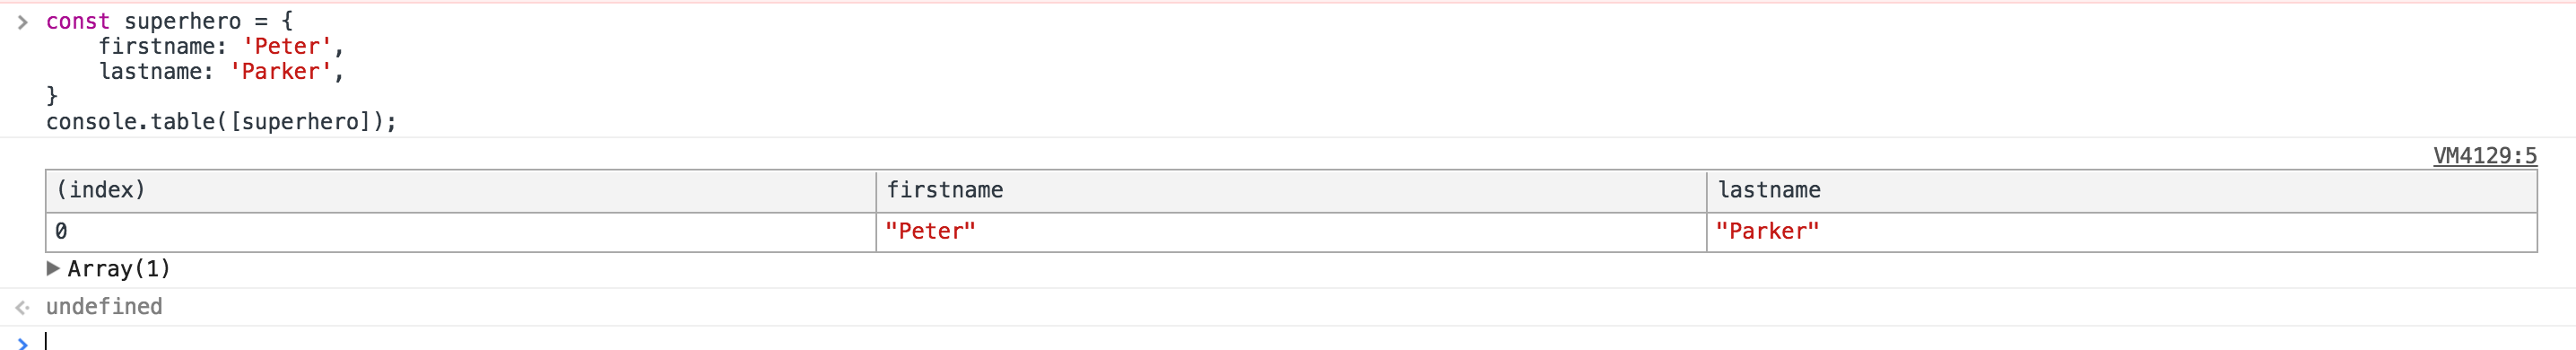 const superhero = {
    firstname: 'Peter',
    lastname: 'Parker',
}
console.table([superhero]);
VM4129:5
(index) firstname lastname
0 "Peter" "Parker"
Array(1)
undefined